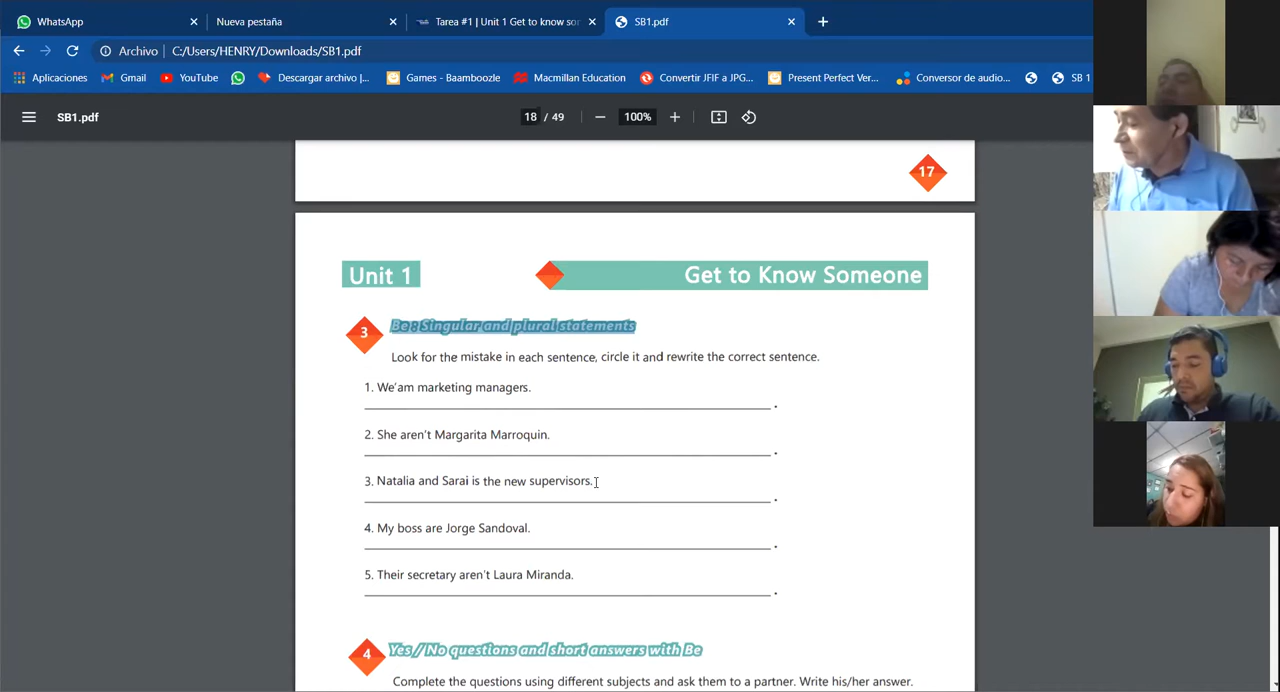 WhatsApp
Nueva pestaña
Tarea #1 | Unit 1 Get to know sor
SB1.pdf
Archivo
C:/Users/HENRY/Downloads/SB1.pdf
Aplicaciones
Gmail
YouTube
Descargar archivo |...
Games - Baamboozle
Macmillan Education
Convertir JFIF a JPG...
Present Perfect Ver...
Conversor de audio...
SB 1
SB1.pdf
18 / 49
100%
17
Unit 1
Get to Know Someone
3
Be : Singular and plural statements
Look for the mistake in each sentence, circle it and rewrite the correct sentence.
1. We'am marketing managers.
2. She aren't Margarita Marroquin.
3. Natalia and Sarai is the new supervisors.
4. My boss are Jorge Sandoval.
5. Their secretary aren't Laura Miranda.
4
Yes / No questions and short answers with Be
Complete the questions using different subjects and ask them to a partner. Write his/her answer.